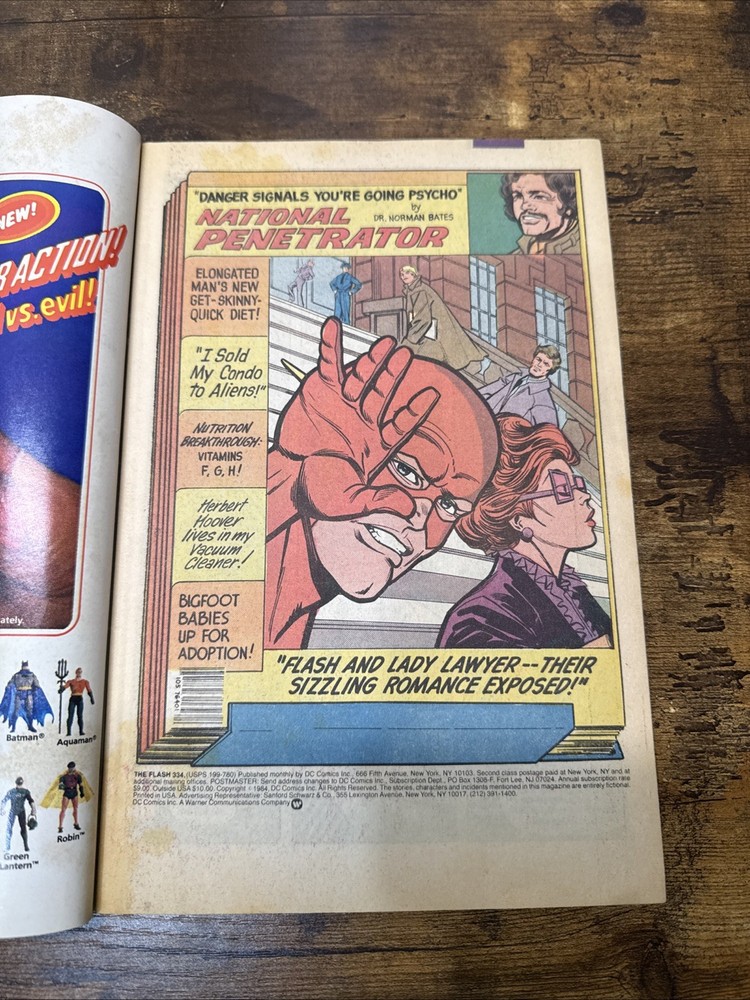 NEW!
R ACTION!
vs. evil!
ately.
Batman®
Aquaman®
Green
Lantern™
Robin™
"DANGER SIGNALS YOU'RE GOING PSYCHO"
by
DR. NORMAN BATES
NATIONAL
PENETRATOR
ELONGATED
MAN'S NEW
GET-SKINNY-
QUICK DIET!
"I Sold
My Condo
to Aliens!"
NUTRITION
BREAKTHROUGH:
VITAMINS
F, G, H!
Herbert
Hoover
lives in my
Vacuum
Cleaner!
BIGFOOT
BABIES
UP FOR
ADOPTION!
"FLASH AND LADY LAWYER--THEIR
SIZZLING ROMANCE EXPOSED!"
THE FLASH 334, (USPS 199-780) Published monthly by DC Comics Inc., 666 Fifth Avenue, New York, NY 10103. Second class postage paid at New York, NY and at
additional mailing offices. POSTMASTER: Send address changes to DC Comics Inc., Subscription Dept., PO Box 1308-F, Fort Lee, NJ 07024. Annual subscription rate
$9.00. Outside USA $10.00. Copyright © 1984, DC Comics Inc. All Rights Reserved. The stories, characters and incidents mentioned in this magazine are entirely fictional.
Printed in USA. Advertising Representative: Sanford Schwarz & Co., 355 Lexington Avenue, New York, NY 10017, (212) 391-1400.
DC Comics Inc. A Warner Communications Company